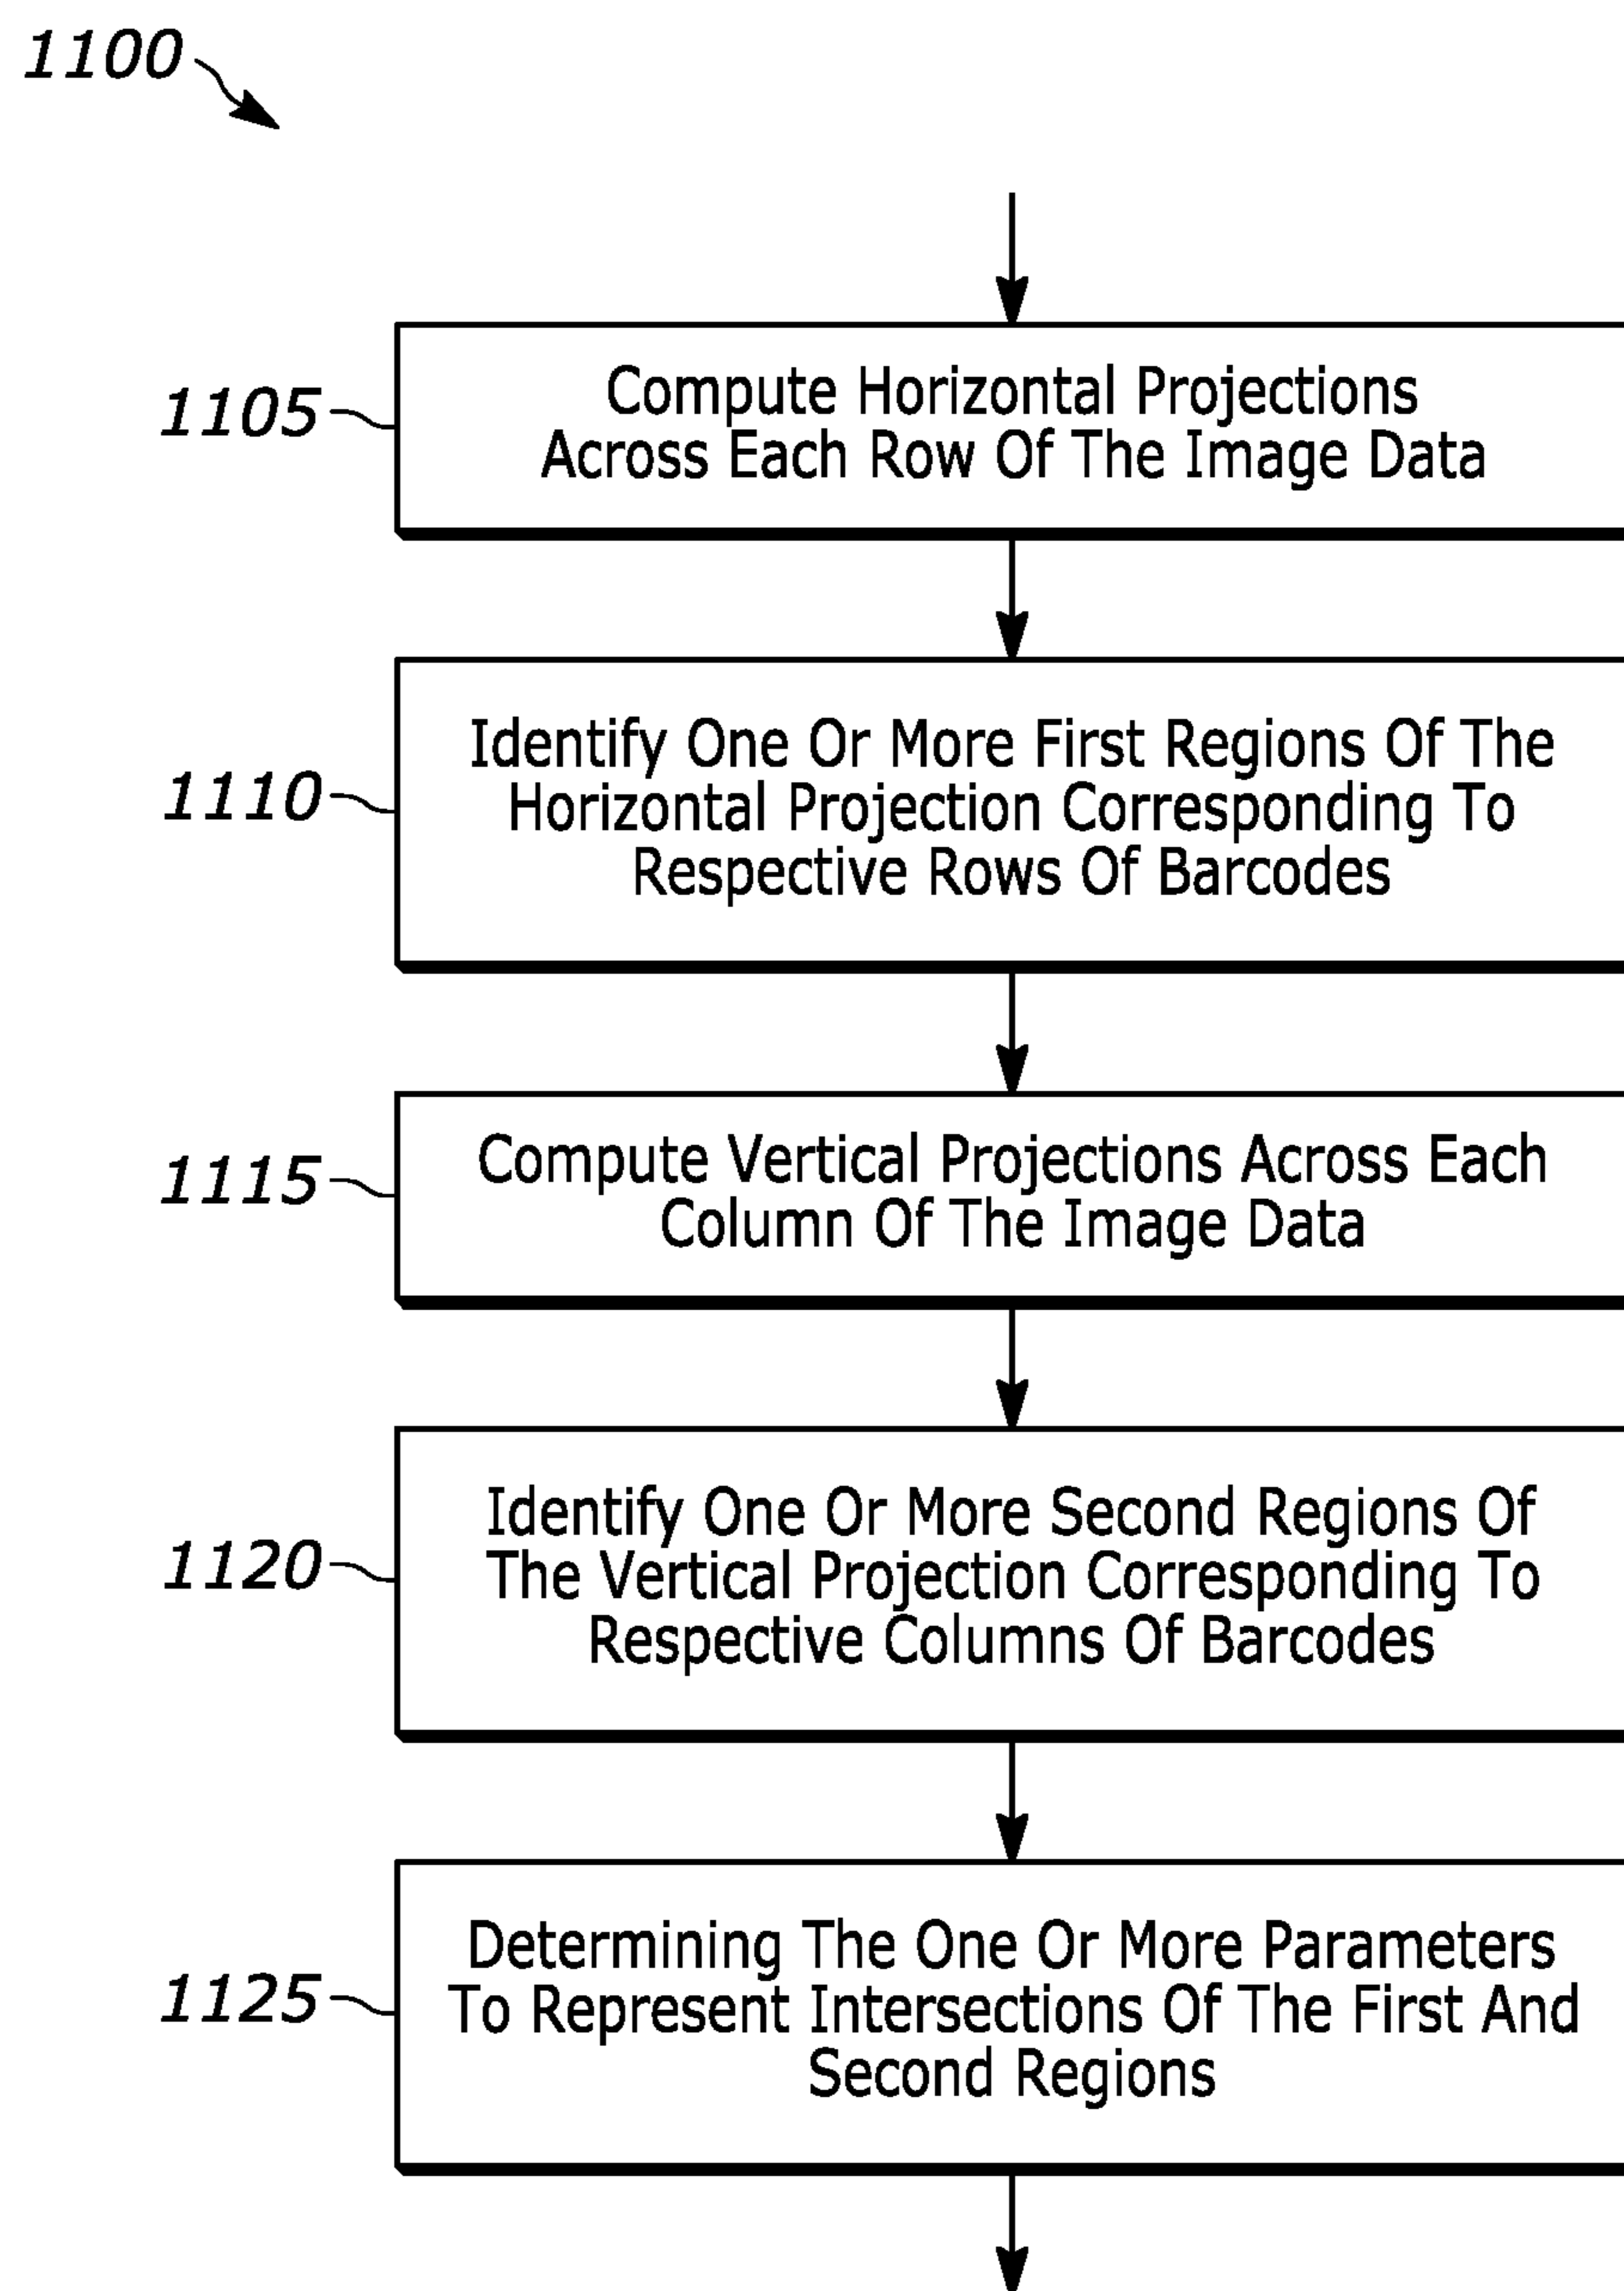 1100
1105
Compute Horizontal Projections
Across Each Row Of The Image Data
1110
Identify One Or More First Regions Of The
Horizontal Projection Corresponding To
Respective Rows Of Barcodes
1115
Compute Vertical Projections Across Each
Column Of The Image Data
1120
Identify One Or More Second Regions Of
The Vertical Projection Corresponding To
Respective Columns Of Barcodes
1125
Determining The One Or More Parameters
To Represent Intersections Of The First And
Second Regions